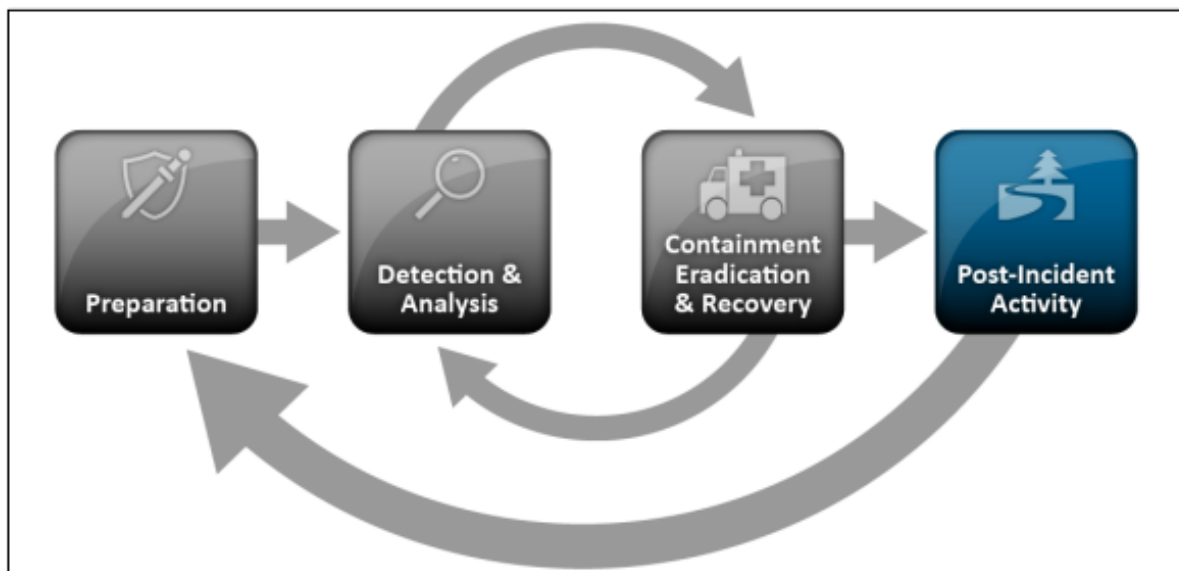 Preparation
Detection &
Analysis
Containment
Eradication
& Recovery
Post-Incident
Activity